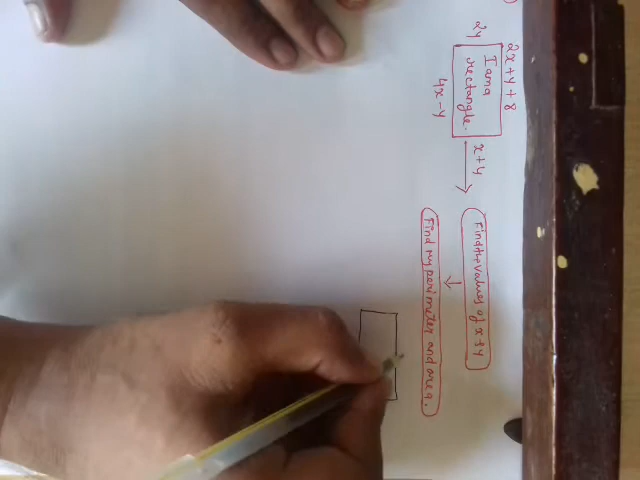 2x + y + 8
2y
I am a
rectangle.
x + y
4x - y
Find the values of x & y
Find my perimeter and area.